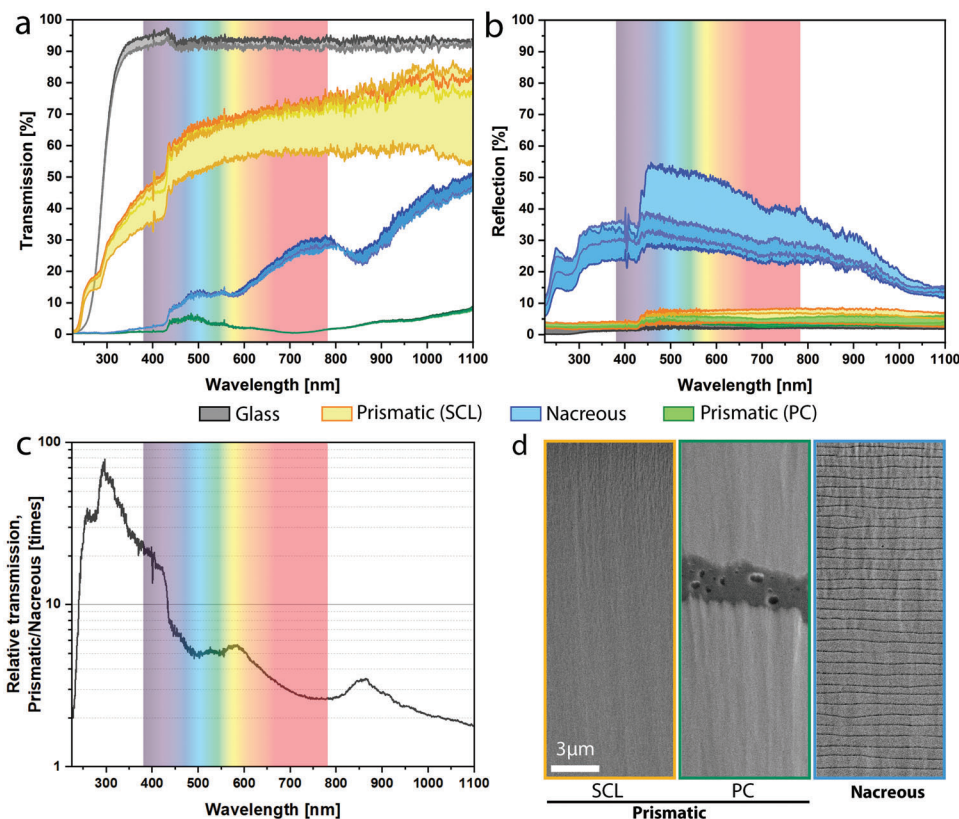 a
Transmission [%]
100
90
80
70
60
50
40
30
20
10
0
300 400 500 600 700 800 900 1000 1100
Wavelength [nm]
b
Reflection [%]
100
90
80
70
60
50
40
30
20
10
0
300 400 500 600 700 800 900 1000 1100
Wavelength [nm]
Glass Prismatic (SCL) Nacreous Prismatic (PC)
c
Relative transmission,
Prismatic/Nacreous [times]
100
10
1
300 400 500 600 700 800 900 1000 1100
Wavelength [nm]
d
3μm
SCL PC Nacreous
Prismatic